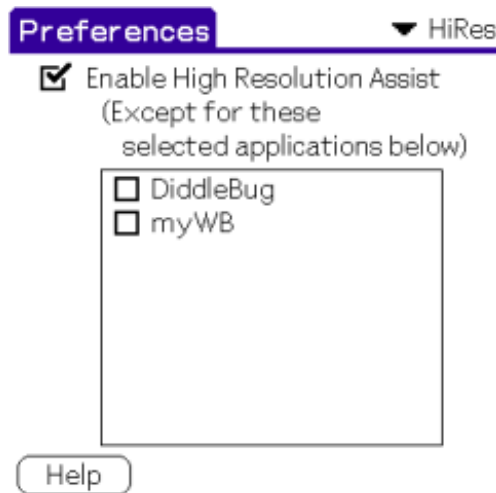 Preferences HiRes
Enable High Resolution Assist
(Except for these
selected applications below)
DiddleBug
myWB
Help